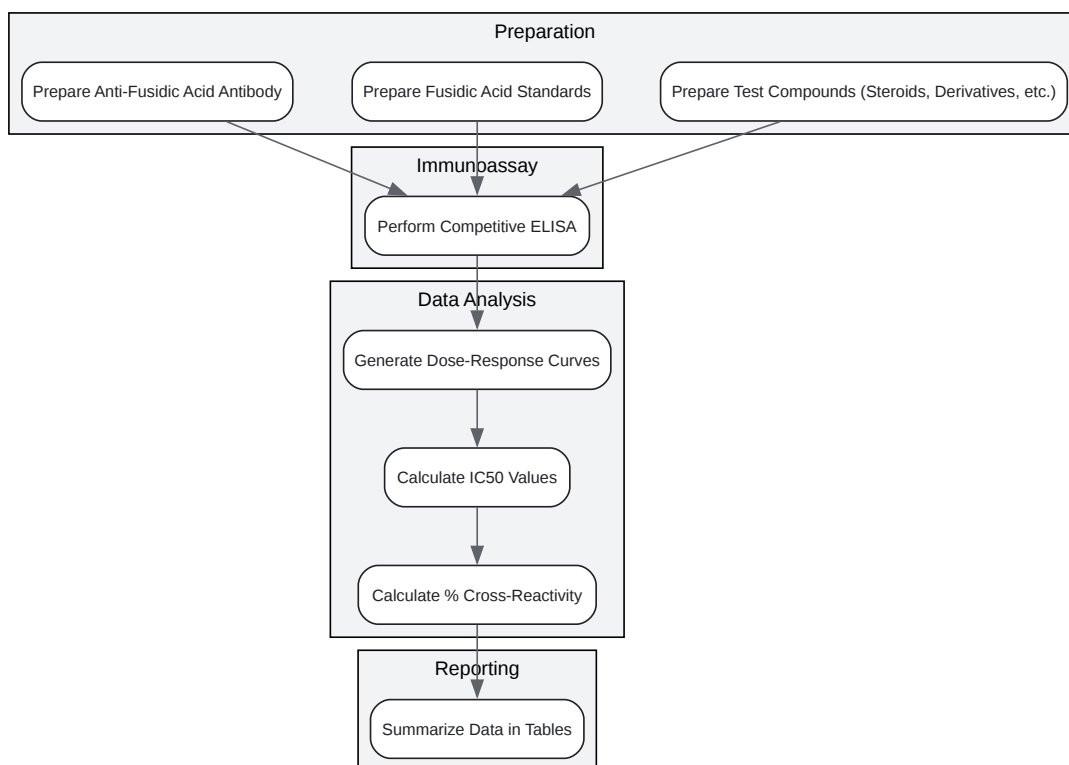 Preparation
Prepare Anti-Fusidic Acid Antibody
Prepare Fusidic Acid Standards
Prepare Test Compounds (Steroids, Derivatives, etc.)
Immunoassay
Perform Competitive ELISA
Data Analysis
Generate Dose-Response Curves
Calculate IC50 Values
Calculate % Cross-Reactivity
Reporting
Summarize Data in Tables